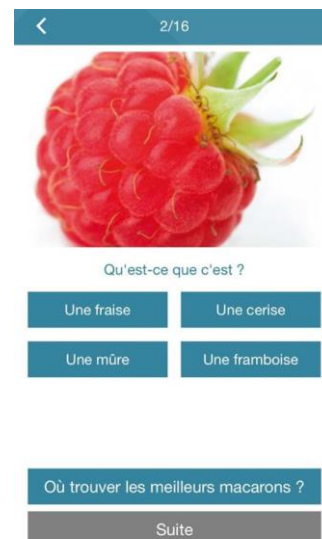 2/16
Qu'est-ce que c'est ?
Une fraise
Une cerise
Une mûre
Une framboise
Où trouver les meilleurs macarons ?
Suite